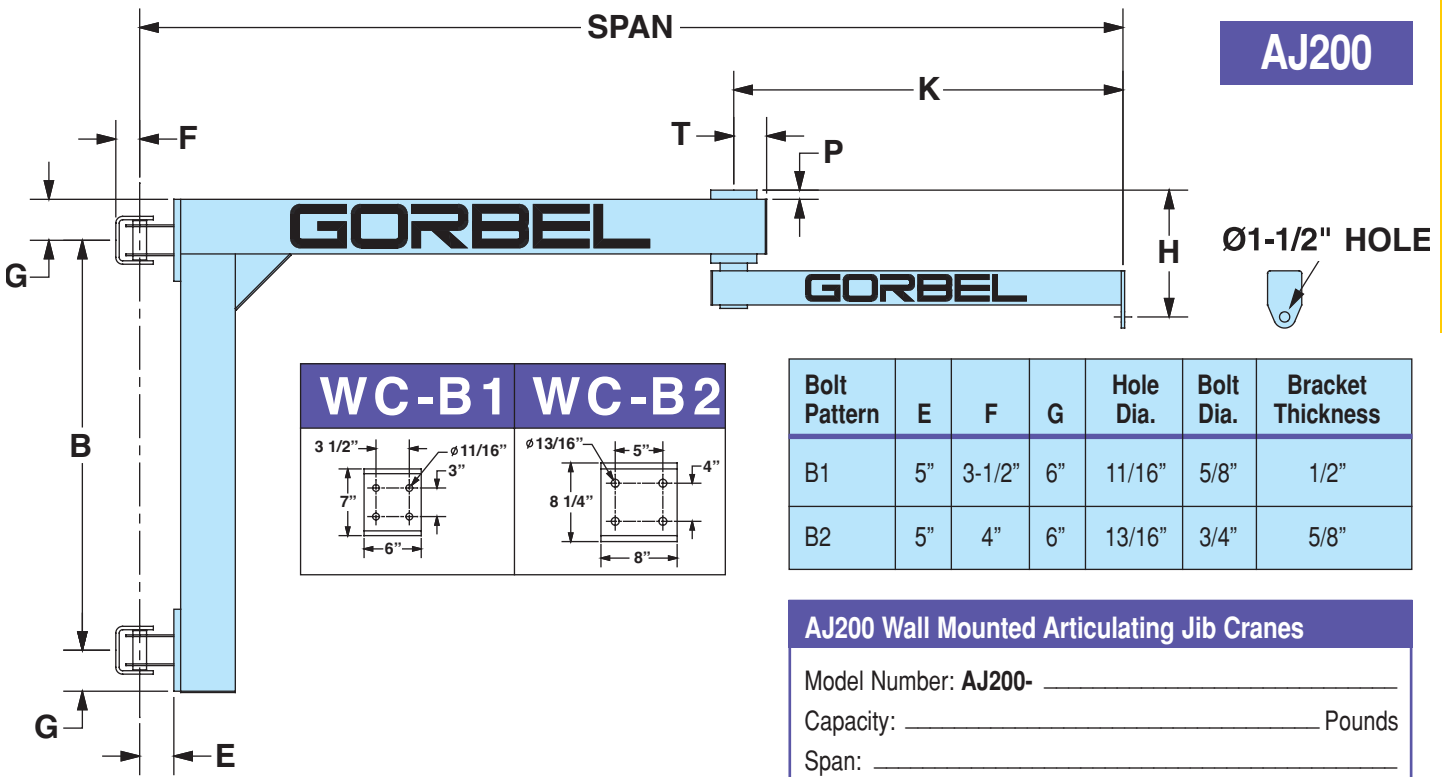 SPAN
AJ200
K
F
T
P
GORBEL
H
Ø1-1/2" HOLE
G
GORBEL
B
WC-B1 WC-B2
3 1/2” ø11/16” 3” 7” 6”
ø13/16” 5” 4” 8 1/4” 8”
Bolt Pattern E F G Hole Dia. Bolt Dia. Bracket Thickness
B1 5” 3-1/2” 6” 11/16” 5/8” 1/2”
B2 5” 4” 6” 13/16” 3/4” 5/8”
G
E
AJ200 Wall Mounted Articulating Jib Cranes
Model Number: AJ200-
Capacity: Pounds
Span: